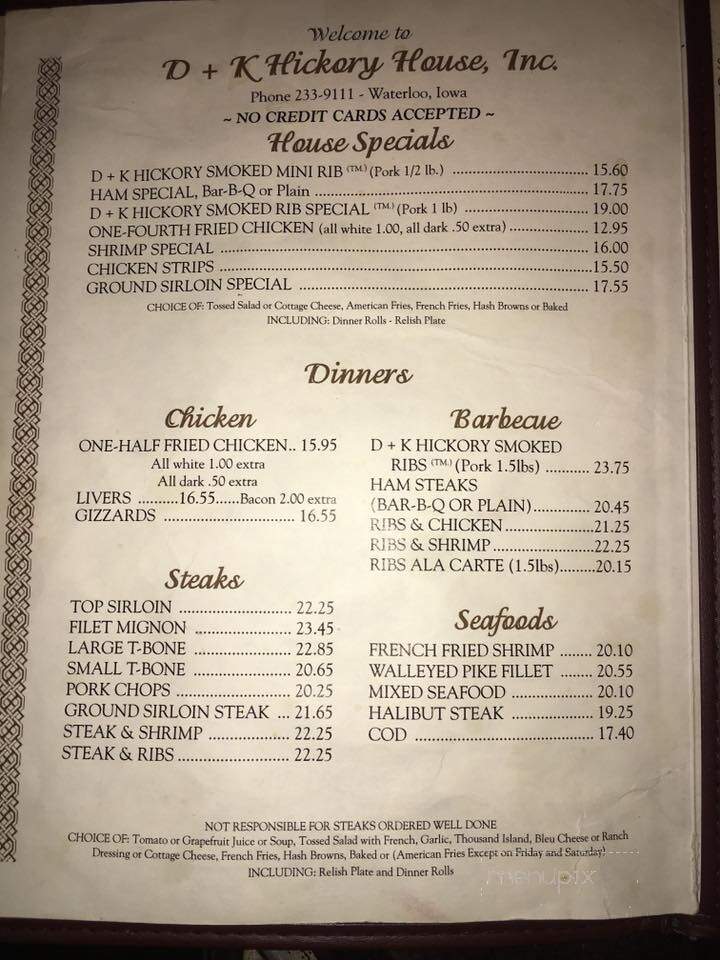 Welcome to
D + K Hickory House, Inc.
Phone 233-9111 - Waterloo, Iowa
~ NO CREDIT CARDS ACCEPTED ~
House Specials
D + K HICKORY SMOKED MINI RIB (TM.) (Pork 1/2 lb.) ........ 15.60
HAM SPECIAL, Bar-B-Q or Plain ........ 17.75
D + K HICKORY SMOKED RIB SPECIAL (TM.) (Pork 1 lb) ........ 19.00
ONE-FOURTH FRIED CHICKEN (all white 1.00, all dark .50 extra) ........ 12.95
SHRIMP SPECIAL ........ 16.00
CHICKEN STRIPS ........ 15.50
GROUND SIRLOIN SPECIAL ........ 17.55
CHOICE OF: Tossed Salad or Cottage Cheese, American Fries, French Fries, Hash Browns or Baked
INCLUDING: Dinner Rolls - Relish Plate
Dinners
Chicken
ONE-HALF FRIED CHICKEN.. 15.95
All white 1.00 extra
All dark .50 extra
LIVERS ..........16.55......Bacon 2.00 extra
GIZZARDS ........ 16.55
Steaks
TOP SIRLOIN ........ 22.25
FILET MIGNON ........ 23.45
LARGE T-BONE ........ 22.85
SMALL T-BONE ........ 20.65
PORK CHOPS ........ 20.25
GROUND SIRLOIN STEAK ... 21.65
STEAK & SHRIMP ........ 22.25
STEAK & RIBS ........ 22.25
Barbecue
D + K HICKORY SMOKED
RIBS (TM.) (Pork 1.5lbs) ........ 23.75
HAM STEAKS
(BAR-B-Q OR PLAIN) ........ 20.45
RIBS & CHICKEN ........ 21.25
RIBS & SHRIMP ........ 22.25
RIBS ALA CARTE (1.5lbs) ........ 20.15
Seafoods
FRENCH FRIED SHRIMP ........ 20.10
WALLEYED PIKE FILLET ........ 20.55
MIXED SEAFOOD ........ 20.10
HALIBUT STEAK ........ 19.25
COD ........ 17.40
NOT RESPONSIBLE FOR STEAKS ORDERED WELL DONE
CHOICE OF: Tomato or Grapefruit Juice or Soup, Tossed Salad with French, Garlic, Thousand Island, Bleu Cheese or Ranch
Dressing or Cottage Cheese, French Fries, Hash Browns, Baked or (American Fries Except on Friday and Saturday)
INCLUDING: Relish Plate and Dinner Rolls
menupix